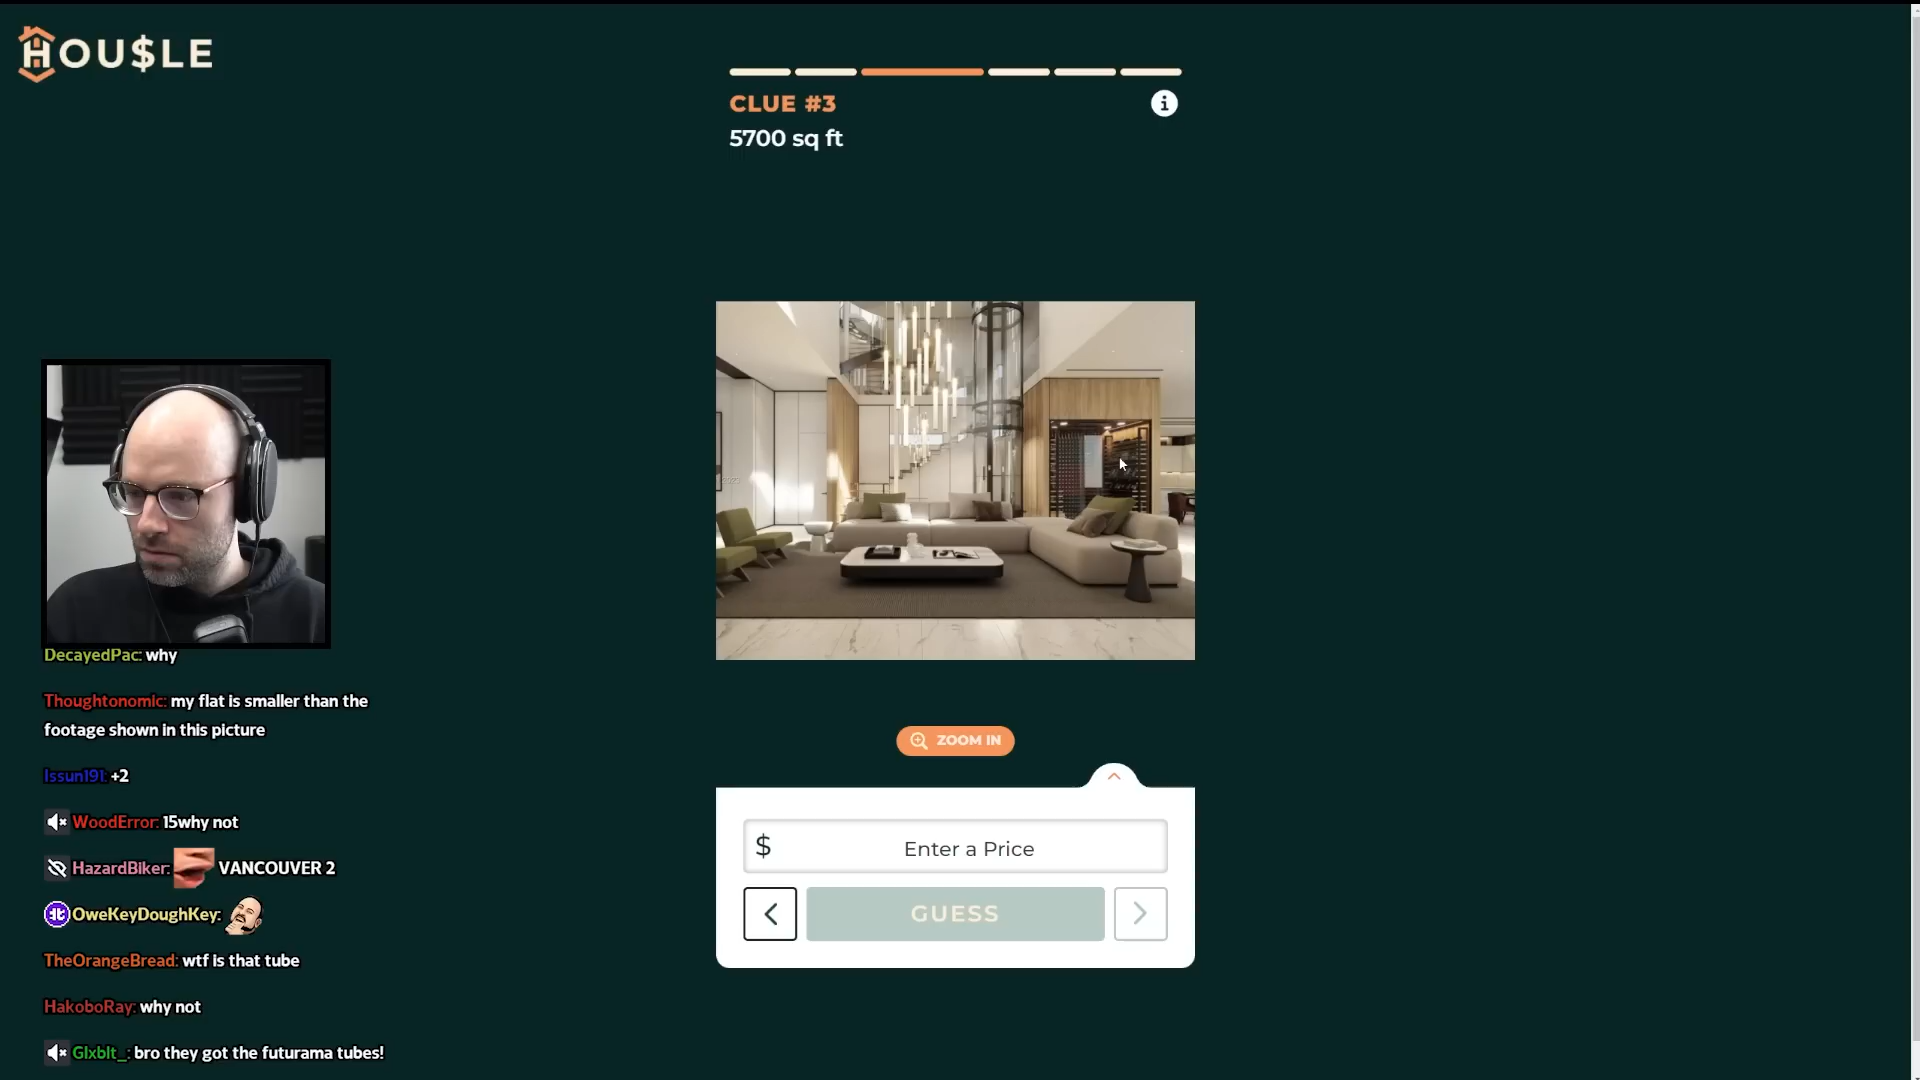 HOU$LE
CLUE #3
5700 sq ft
ZOOM IN
$ Enter a Price
GUESS
DecayedPac: why
Thoughtonomic: my flat is smaller than the
footage shown in this picture
Issun191: +2
WoodError: 15why not
HazardBiker: VANCOUVER 2
OweKeyDoughKey:
TheOrangeBread: wtf is that tube
HakoboRay: why not
Glxblt_: bro they got the futurama tubes!